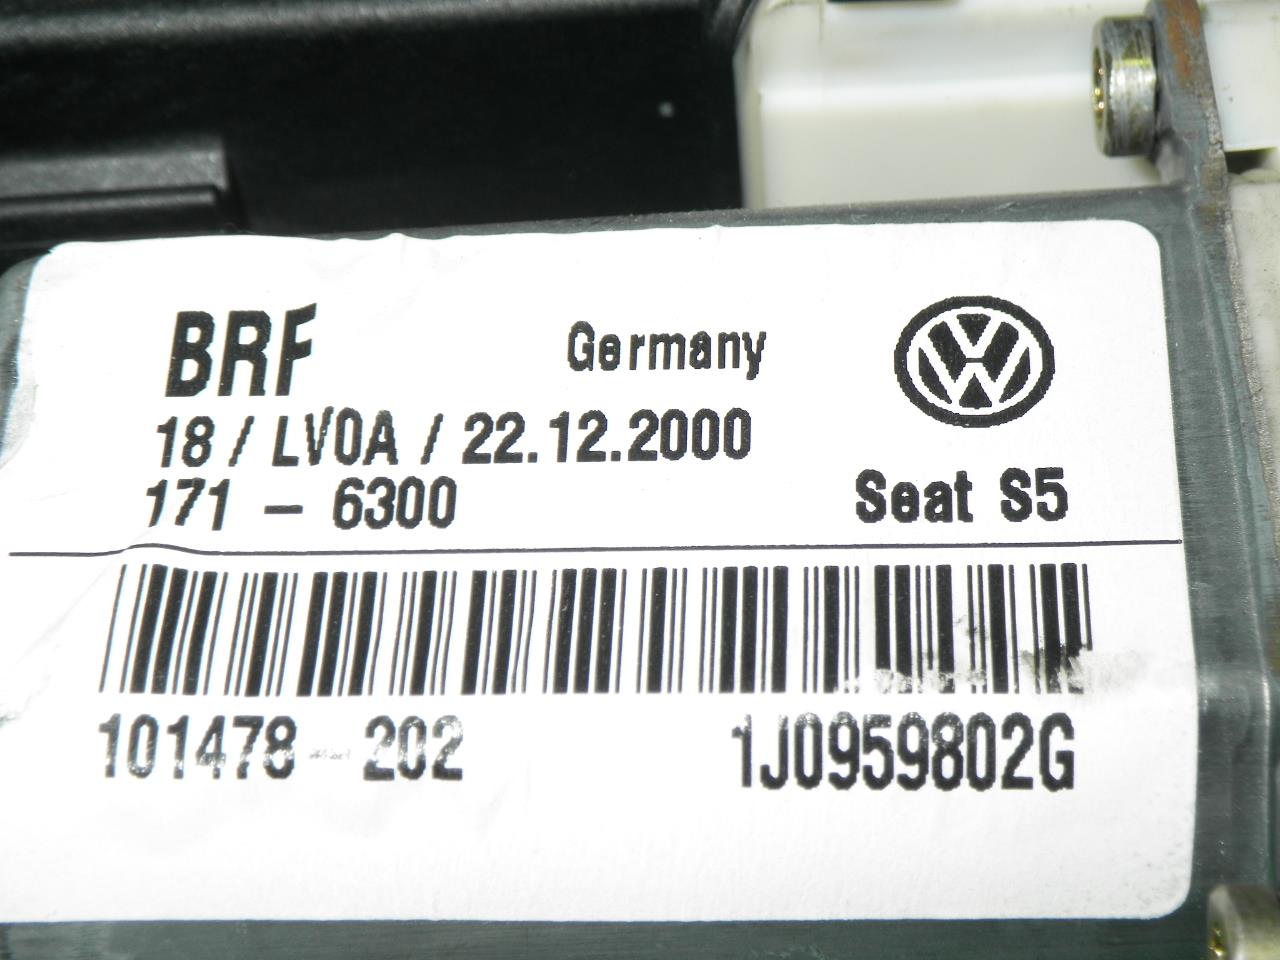 BRF Germany
18 / LV0A / 22.12.2000
171 - 6300 Seat S5
101478-202 1J0959802G